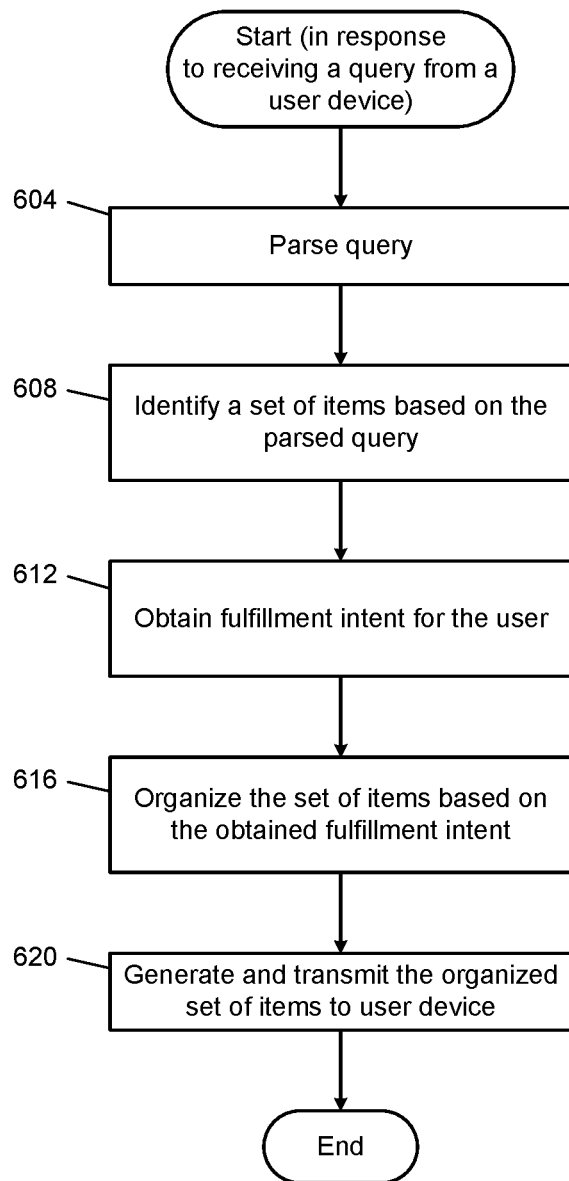 Start (in response
to receiving a query from a
user device)
604
Parse query
608
Identify a set of items based on the
parsed query
612
Obtain fulfillment intent for the user
616
Organize the set of items based on
the obtained fulfillment intent
620
Generate and transmit the organized
set of items to user device
End